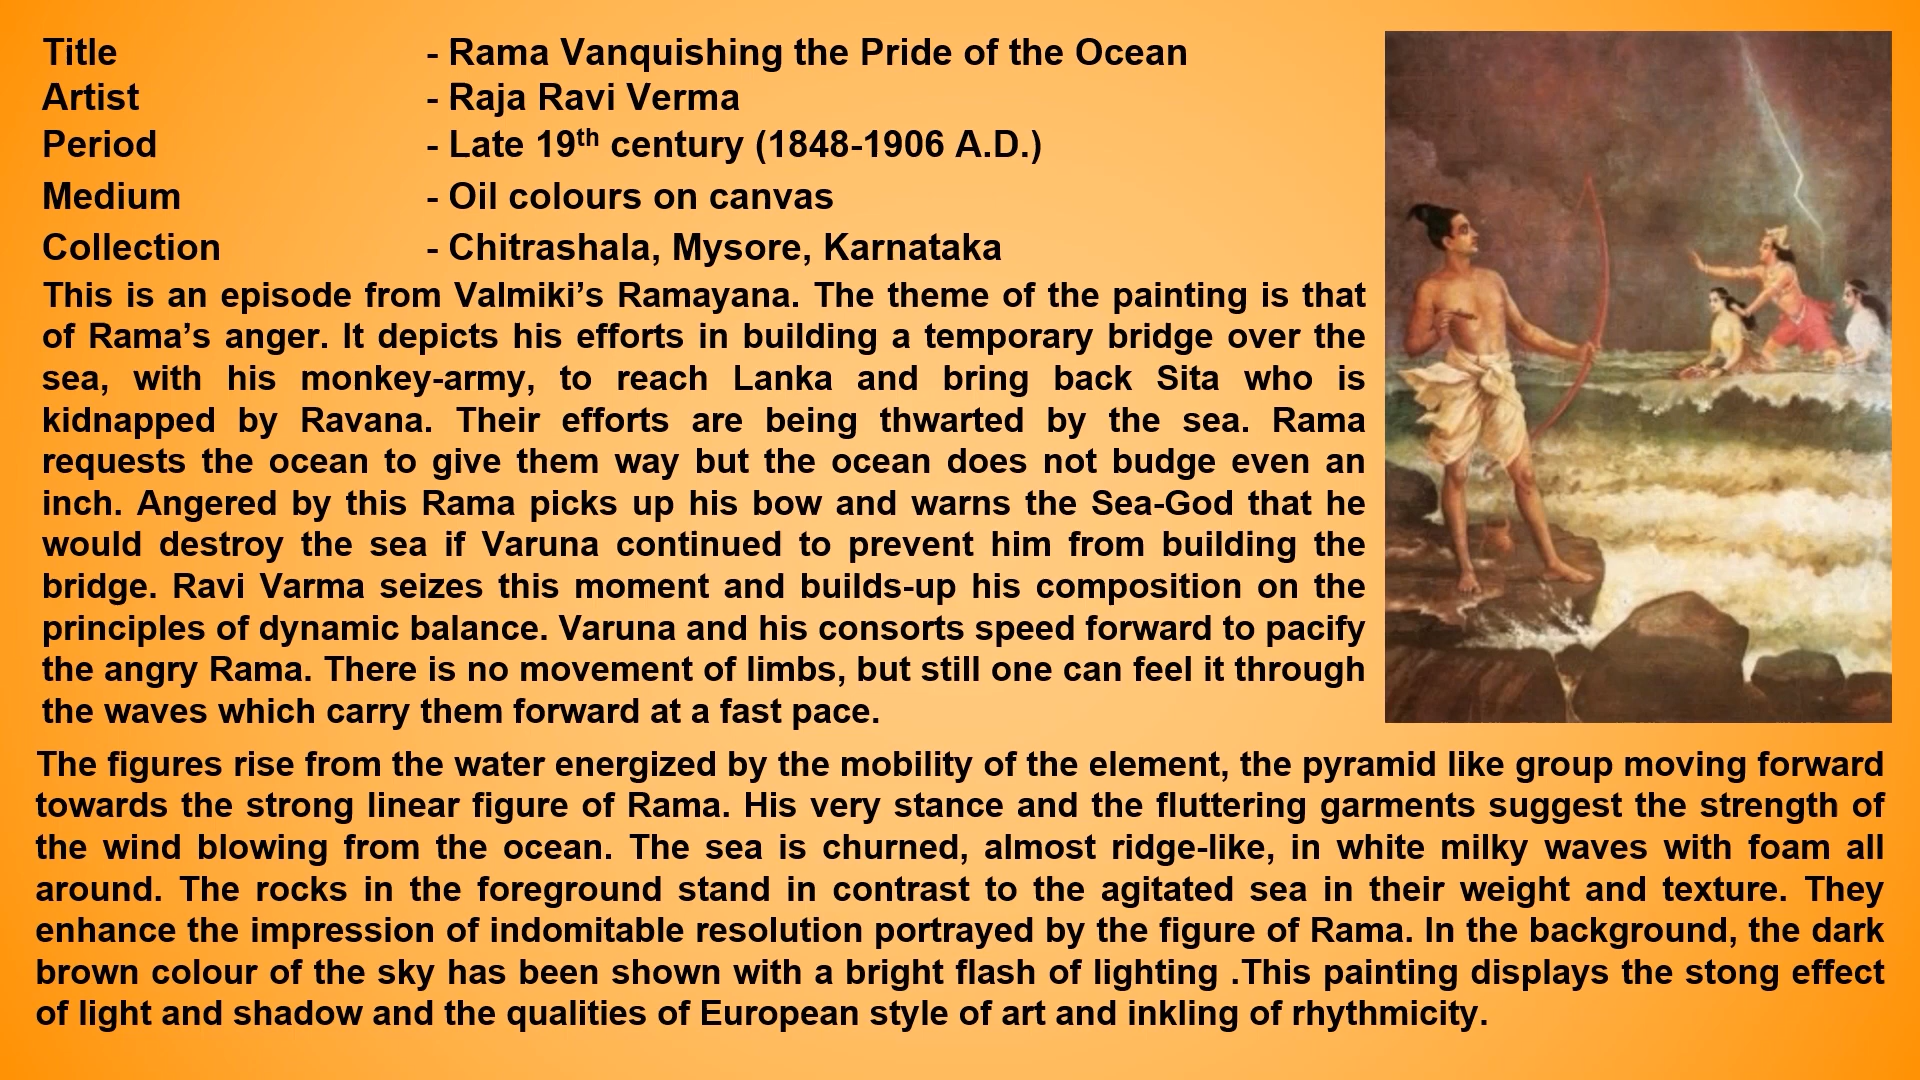 Title - Rama Vanquishing the Pride of the Ocean
Artist - Raja Ravi Verma
Period - Late 19th century (1848-1906 A.D.)
Medium - Oil colours on canvas
Collection - Chitrashala, Mysore, Karnataka
This is an episode from Valmiki’s Ramayana. The theme of the painting is that
of Rama’s anger. It depicts his efforts in building a temporary bridge over the
sea, with his monkey-army, to reach Lanka and bring back Sita who is
kidnapped by Ravana. Their efforts are being thwarted by the sea. Rama
requests the ocean to give them way but the ocean does not budge even an
inch. Angered by this Rama picks up his bow and warns the Sea-God that he
would destroy the sea if Varuna continued to prevent him from building the
bridge. Ravi Varma seizes this moment and builds-up his composition on the
principles of dynamic balance. Varuna and his consorts speed forward to pacify
the angry Rama. There is no movement of limbs, but still one can feel it through
the waves which carry them forward at a fast pace.
The figures rise from the water energized by the mobility of the element, the pyramid like group moving forward
towards the strong linear figure of Rama. His very stance and the fluttering garments suggest the strength of
the wind blowing from the ocean. The sea is churned, almost ridge-like, in white milky waves with foam all
around. The rocks in the foreground stand in contrast to the agitated sea in their weight and texture. They
enhance the impression of indomitable resolution portrayed by the figure of Rama. In the background, the dark
brown colour of the sky has been shown with a bright flash of lighting .This painting displays the stong effect
of light and shadow and the qualities of European style of art and inkling of rhythmicity.